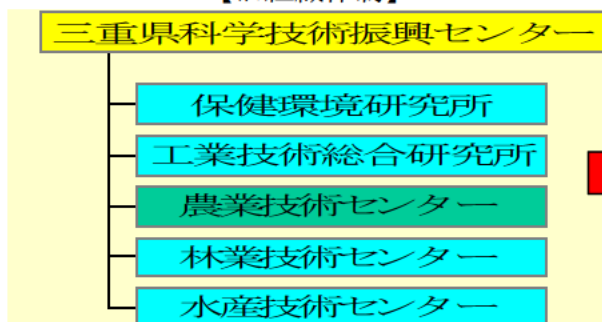 三重県科学技術振興センター
保健環境研究所
工業技術総合研究所
農業技術センター
林業技術センター
水産技術センター